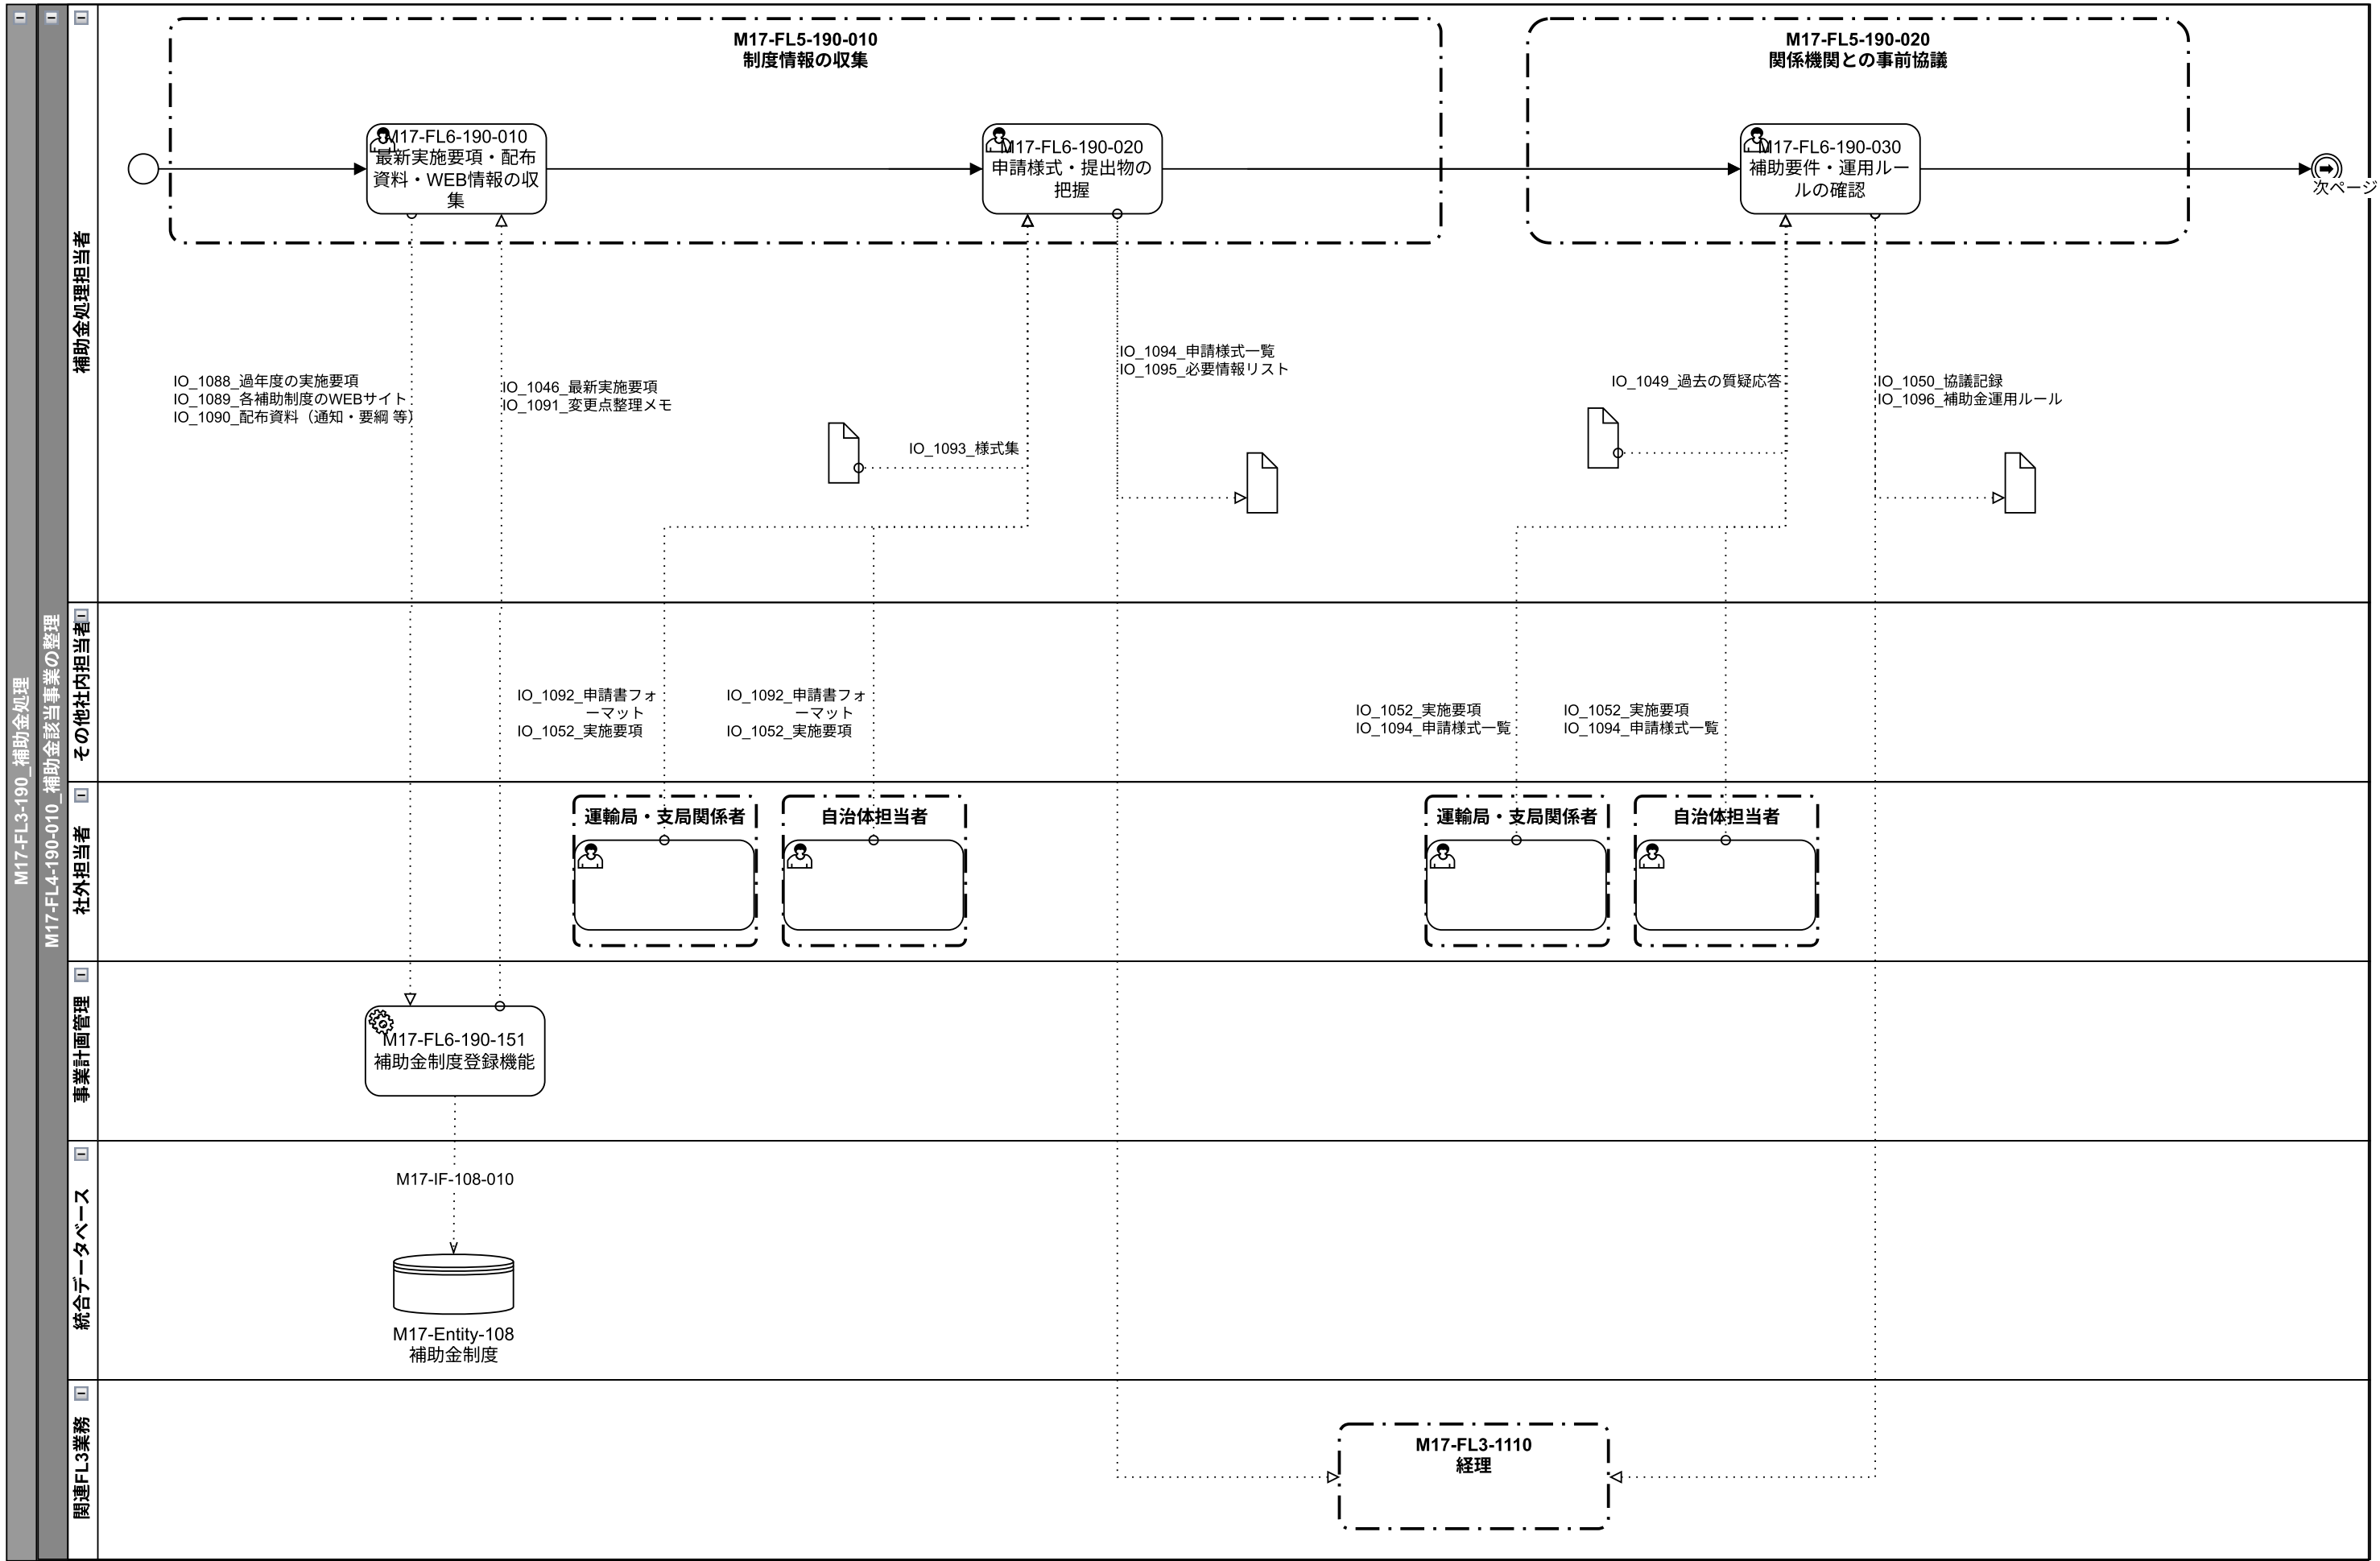 M17-FL3-190_補助金処理
M17-FL4-190-010_補助金該当事業の整理
補助金処理担当者
M17-FL5-190-010
制度情報の収集
M17-FL5-190-020
関係機関との事前協議
M17-FL6-190-010
最新実施要項・配布
資料・WEB情報の収
集
M17-FL6-190-020
申請様式・提出物の
把握
M17-FL6-190-030
補助要件・運用ルー
ルの確認
次ページ
IO_1088_過年度の実施要項
IO_1089_各補助制度のWEBサイト
IO_1090_配布資料（通知・要綱 等）
IO_1046_最新実施要項
IO_1091_変更点整理メモ
IO_1093_様式集
IO_1094_申請様式一覧
IO_1095_必要情報リスト
IO_1049_過去の質疑応答
IO_1050_協議記録
IO_1096_補助金運用ルール
その他社内担当者
IO_1092_申請書フォ
ーマット
IO_1052_実施要項
IO_1092_申請書フォ
ーマット
IO_1052_実施要項
IO_1052_実施要項
IO_1094_申請様式一覧
IO_1052_実施要項
IO_1094_申請様式一覧
社外担当者
運輸局・支局関係者
自治体担当者
運輸局・支局関係者
自治体担当者
事業計画管理
M17-FL6-190-151
補助金制度登録機能
統合データベース
M17-IF-108-010
M17-Entity-108
補助金制度
関連FL3業務
M17-FL3-1110
経理